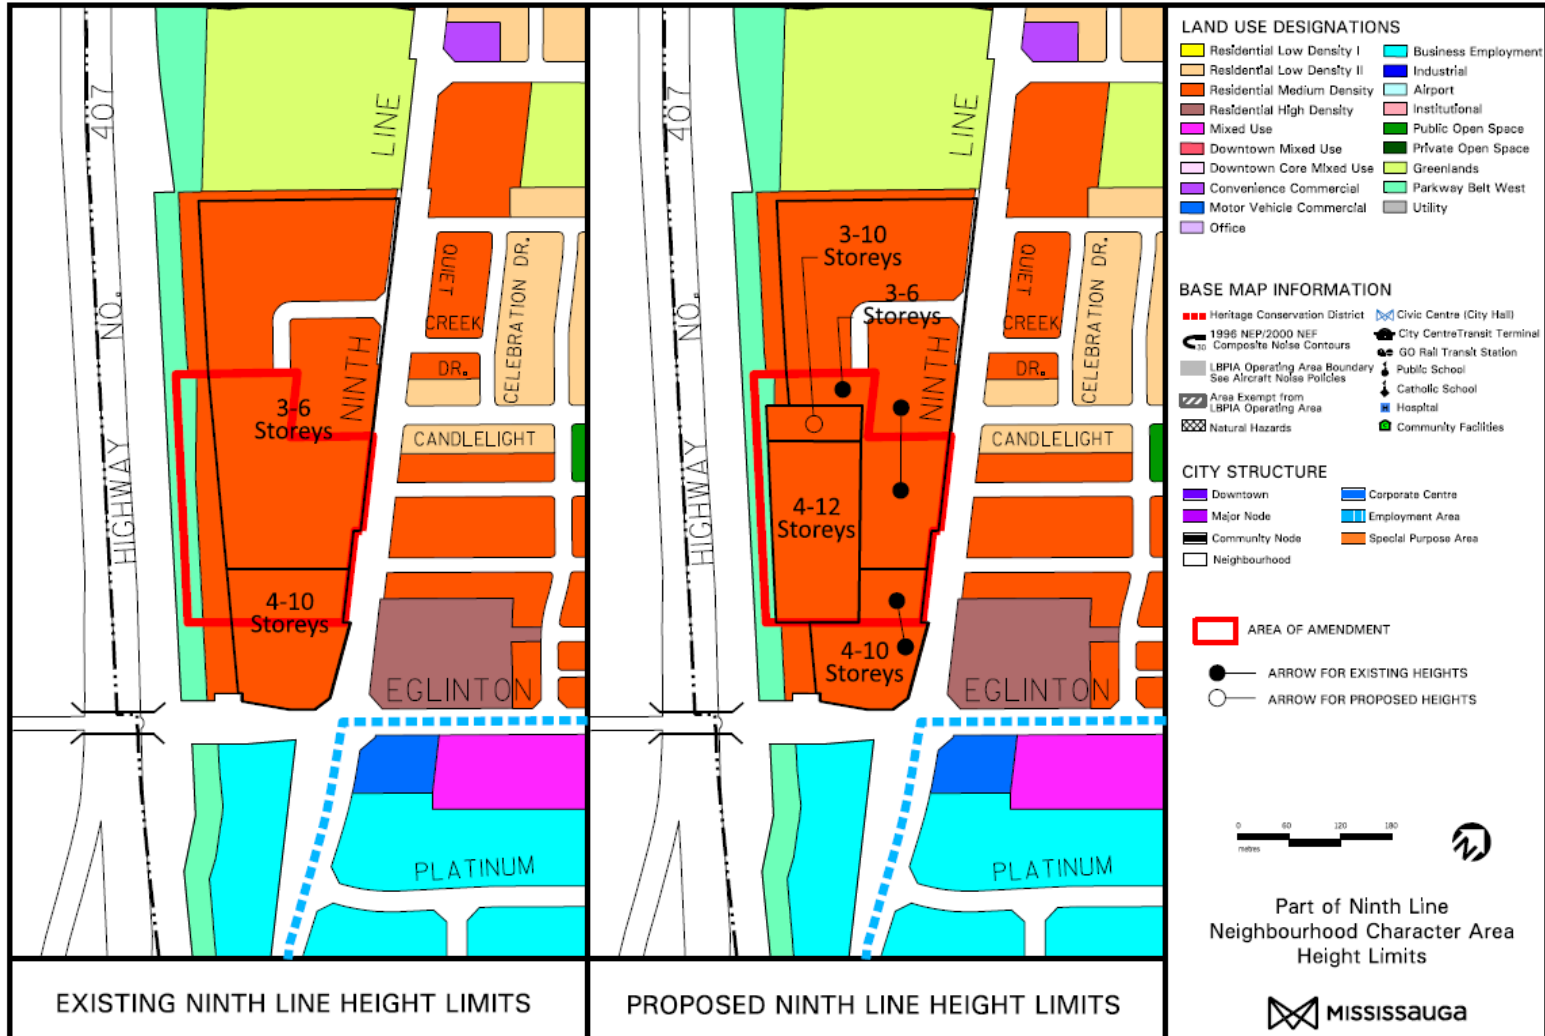 407
NO.
HIGHWAY
LINE
NINTH
QUIET
CREEK
DR.
CELEBRATION DR.
CANDLELIGHT
3-6
Storeys
4-10
Storeys
EGLINTON
PLATINUM
EXISTING NINTH LINE HEIGHT LIMITS
407
NO.
HIGHWAY
LINE
NINTH
QUIET
CREEK
DR.
CELEBRATION DR.
CANDLELIGHT
3-10
Storeys
3-6
Storeys
4-12
Storeys
4-10
Storeys
EGLINTON
PLATINUM
PROPOSED NINTH LINE HEIGHT LIMITS
LAND USE DESIGNATIONS
Residential Low Density I
Residential Low Density II
Residential Medium Density
Residential High Density
Mixed Use
Downtown Mixed Use
Downtown Core Mixed Use
Convenience Commercial
Motor Vehicle Commercial
Office
Business Employment
Industrial
Airport
Institutional
Public Open Space
Private Open Space
Greenlands
Parkway Belt West
Utility
BASE MAP INFORMATION
Heritage Conservation District
1996 NEP/2000 NEF
Composite Noise Contours
30
LBPIA Operating Area Boundary
See Aircraft Noise Policies
Area Exempt from
LBPIA Operating Area
Natural Hazards
Civic Centre (City Hall)
City CentreTransit Terminal
GO Rail Transit Station
Public School
Catholic School
H Hospital
Community Facilities
CITY STRUCTURE
Downtown
Major Node
Community Node
Neighbourhood
Corporate Centre
Employment Area
Special Purpose Area
AREA OF AMENDMENT
ARROW FOR EXISTING HEIGHTS
ARROW FOR PROPOSED HEIGHTS
0 60 120 180
metres
Part of Ninth Line
Neighbourhood Character Area
Height Limits
MISSISSAUGA